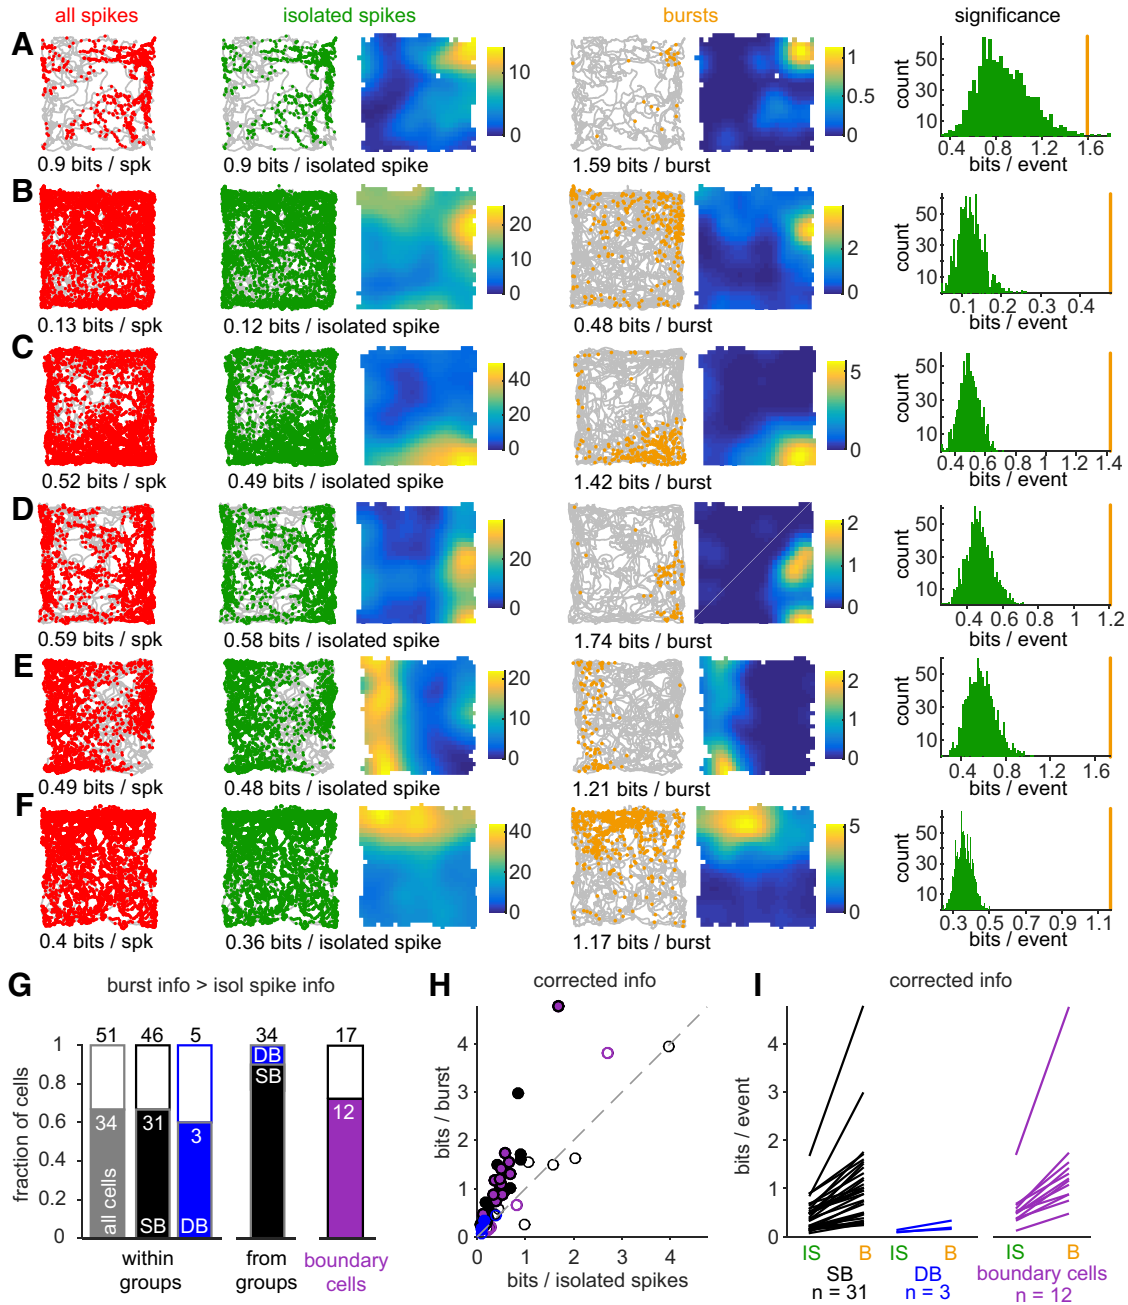 all spikes
isolated spikes
bursts
significance
A
0.9 bits / spk
0.9 bits / isolated spike
10
0
1.59 bits / burst
1
0.5
0
count
50
30
10
0.4 0.8 1.2 1.6
bits / event
B
0.13 bits / spk
0.12 bits / isolated spike
20
10
0
0.48 bits / burst
2
0
count
50
30
10
0.1 0.2 0.3 0.4
bits / event
C
0.52 bits / spk
0.49 bits / isolated spike
40
20
0
1.42 bits / burst
5
0
count
50
30
10
0.4 0.6 0.8 1 1.2 1.4
bits / event
D
0.59 bits / spk
0.58 bits / isolated spike
20
0
1.74 bits / burst
2
1
0
count
50
30
10
0.4 0.6 0.8 1 1.2
bits / event
E
0.49 bits / spk
0.48 bits / isolated spike
20
10
0
1.21 bits / burst
2
1
0
count
50
30
10
0.4 0.8 1.2 1.6
bits / event
F
0.4 bits / spk
0.36 bits / isolated spike
40
20
0
1.17 bits / burst
5
0
count
50
30
10
0.3 0.5 0.7 0.9 1.1
bits / event
G
burst info > isol spike info
fraction of cells
1
0.8
0.6
0.4
0.2
0
51 46 5 34 17
34 31 3 DB SB 12
all cells SB DB
within groups
from groups
boundary cells
H
corrected info
bits / burst
4
3
2
1
0
0 1 2 3 4
bits / isolated spikes
I
corrected info
bits / event
4
3
2
1
0
IS B IS B IS B
SB DB boundary cells
n = 31 n = 3 n = 12